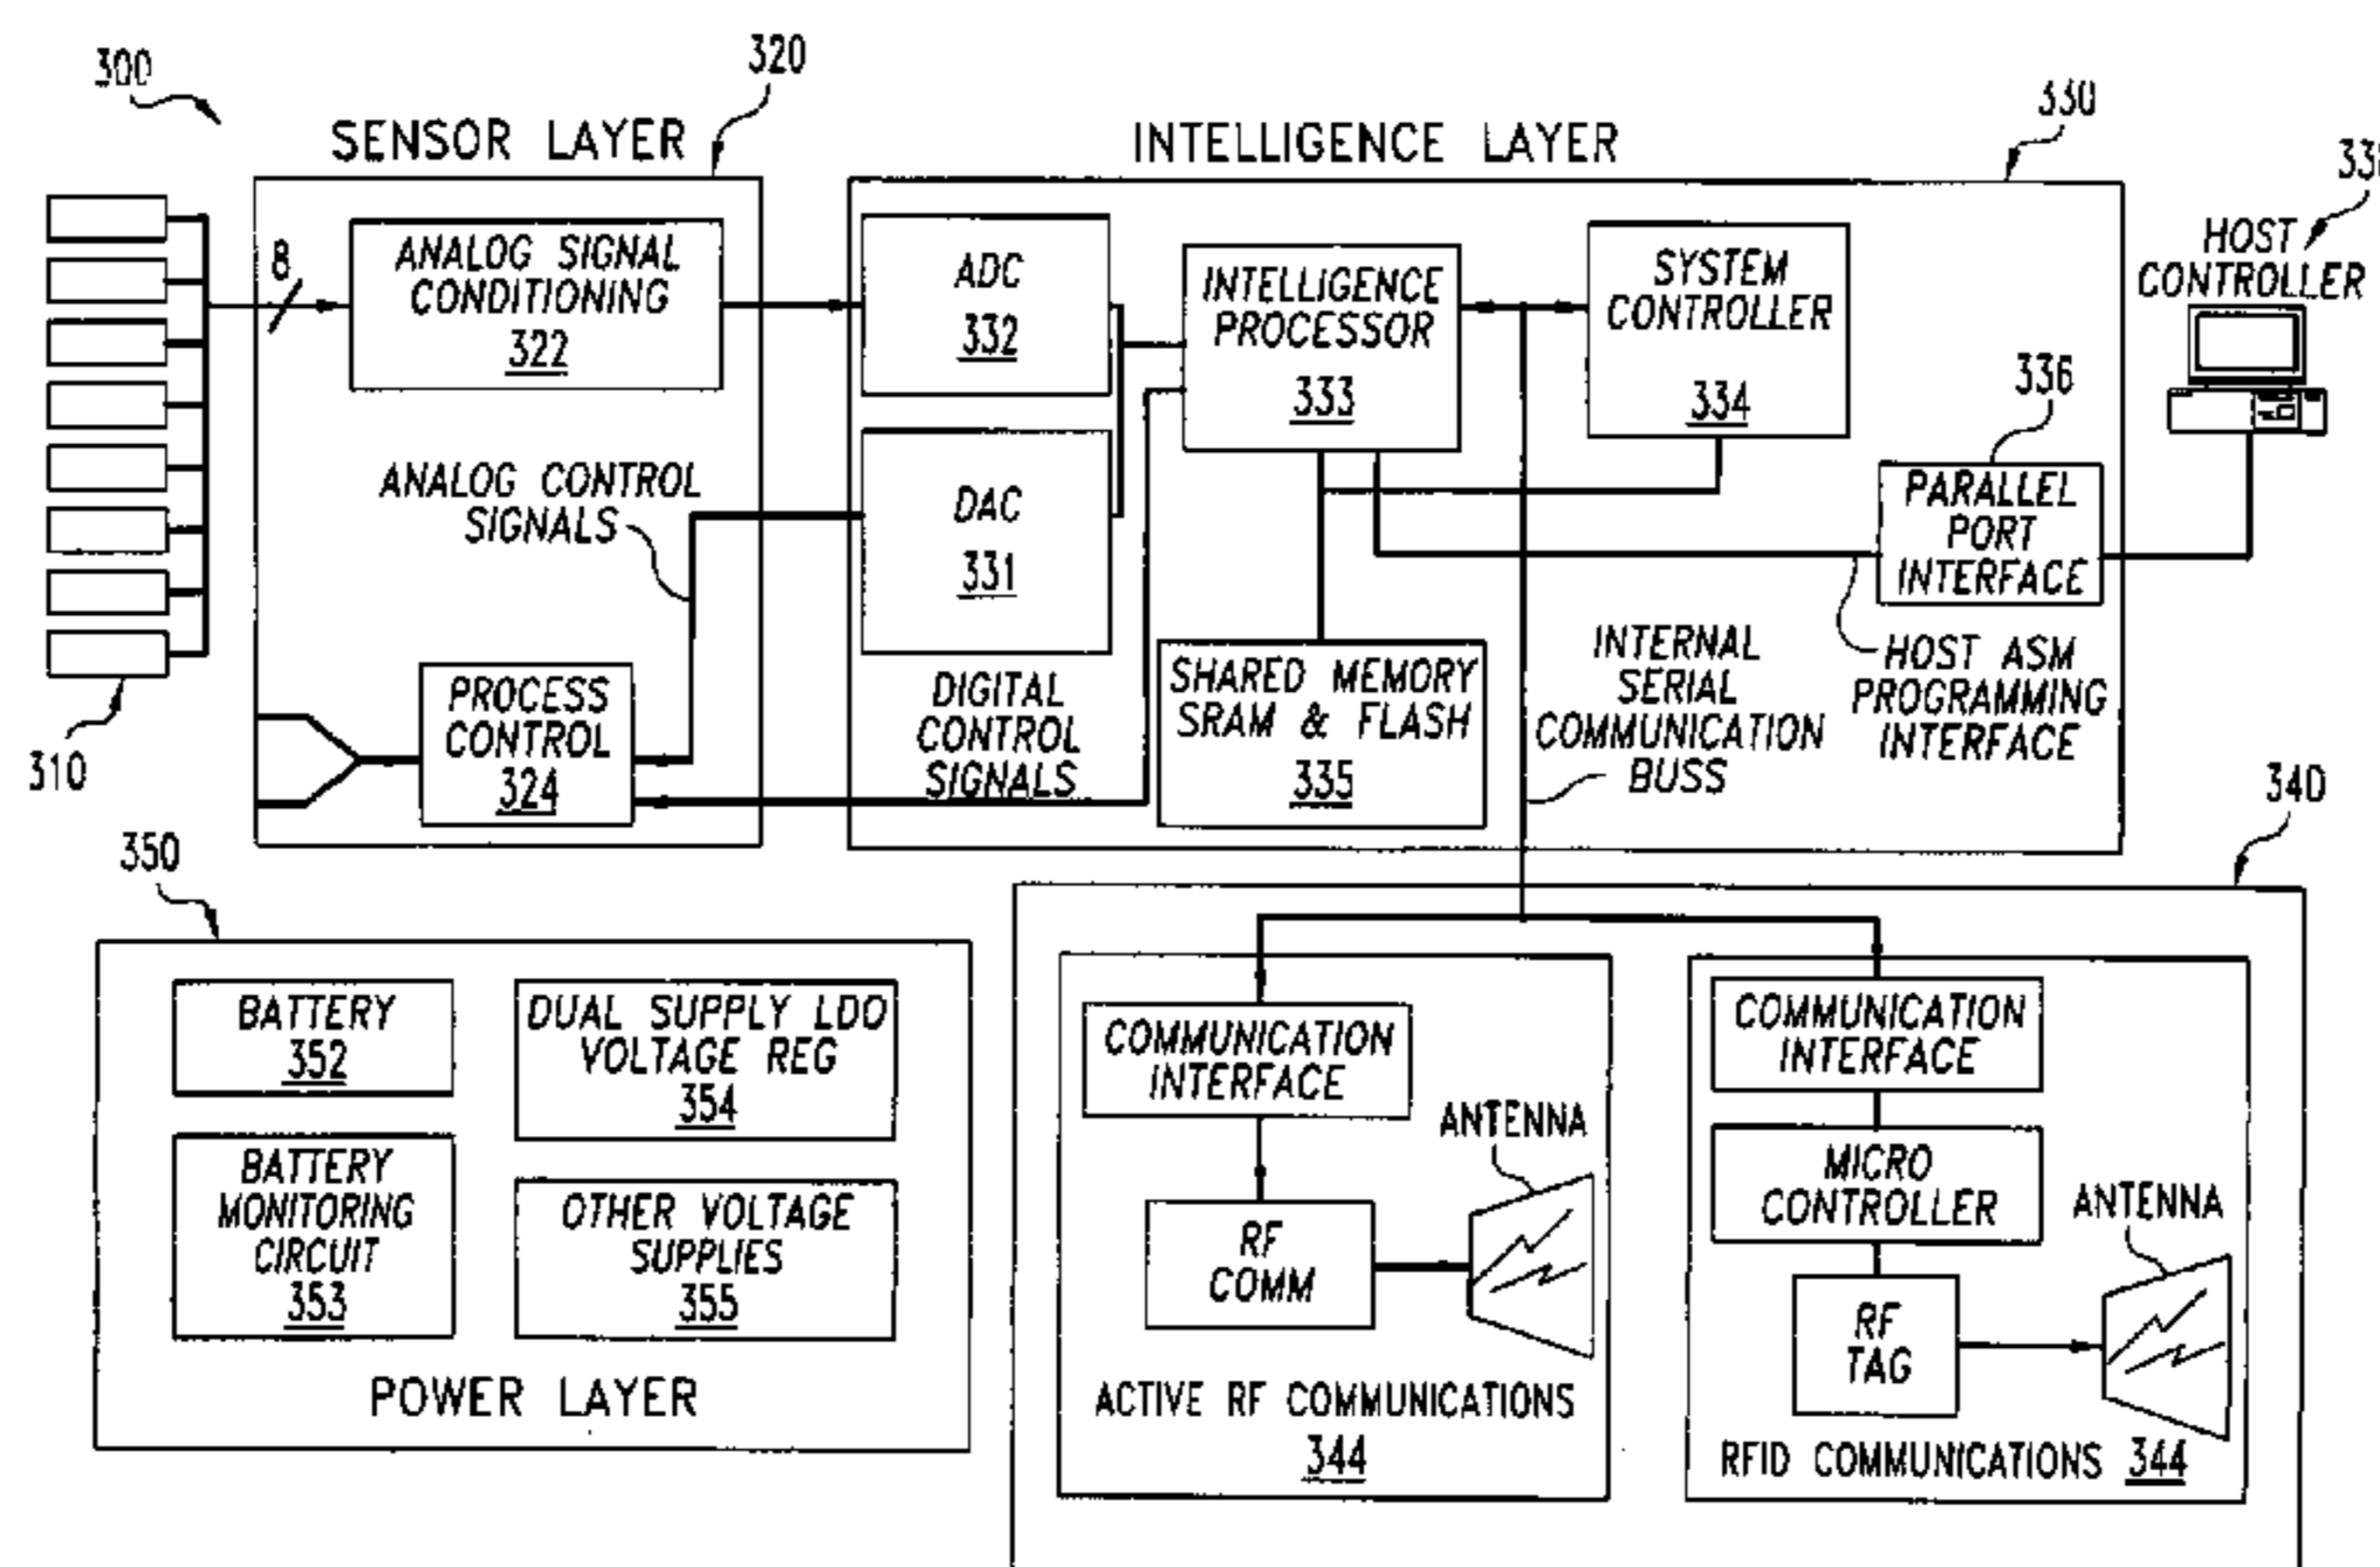 300
320
330
SENSOR LAYER
INTELLIGENCE LAYER
HOST
CONTROLLER
8
ANALOG SIGNAL
CONDITIONING
322
ADC
332
INTELLIGENCE
PROCESSOR
333
SYSTEM
CONTROLLER
334
336
PARALLEL
PORT
INTERFACE
ANALOG CONTROL
SIGNALS
DAC
331
310
PROCESS
CONTROL
324
DIGITAL
CONTROL
SIGNALS
SHARED MEMORY
SRAM & FLASH
335
INTERNAL
SERIAL
COMMUNICATION
BUSS
HOST ASM
PROGRAMMING
INTERFACE
340
350
BATTERY
352
DUAL SUPPLY LDO
VOLTAGE REG
354
BATTERY
MONITORING
CIRCUIT
353
OTHER VOLTAGE
SUPPLIES
355
POWER LAYER
COMMUNICATION
INTERFACE
ANTENNA
RF
COMM
ACTIVE RF COMMUNICATIONS
344
COMMUNICATION
INTERFACE
MICRO
CONTROLLER
ANTENNA
RF
TAG
RFID COMMUNICATIONS 344